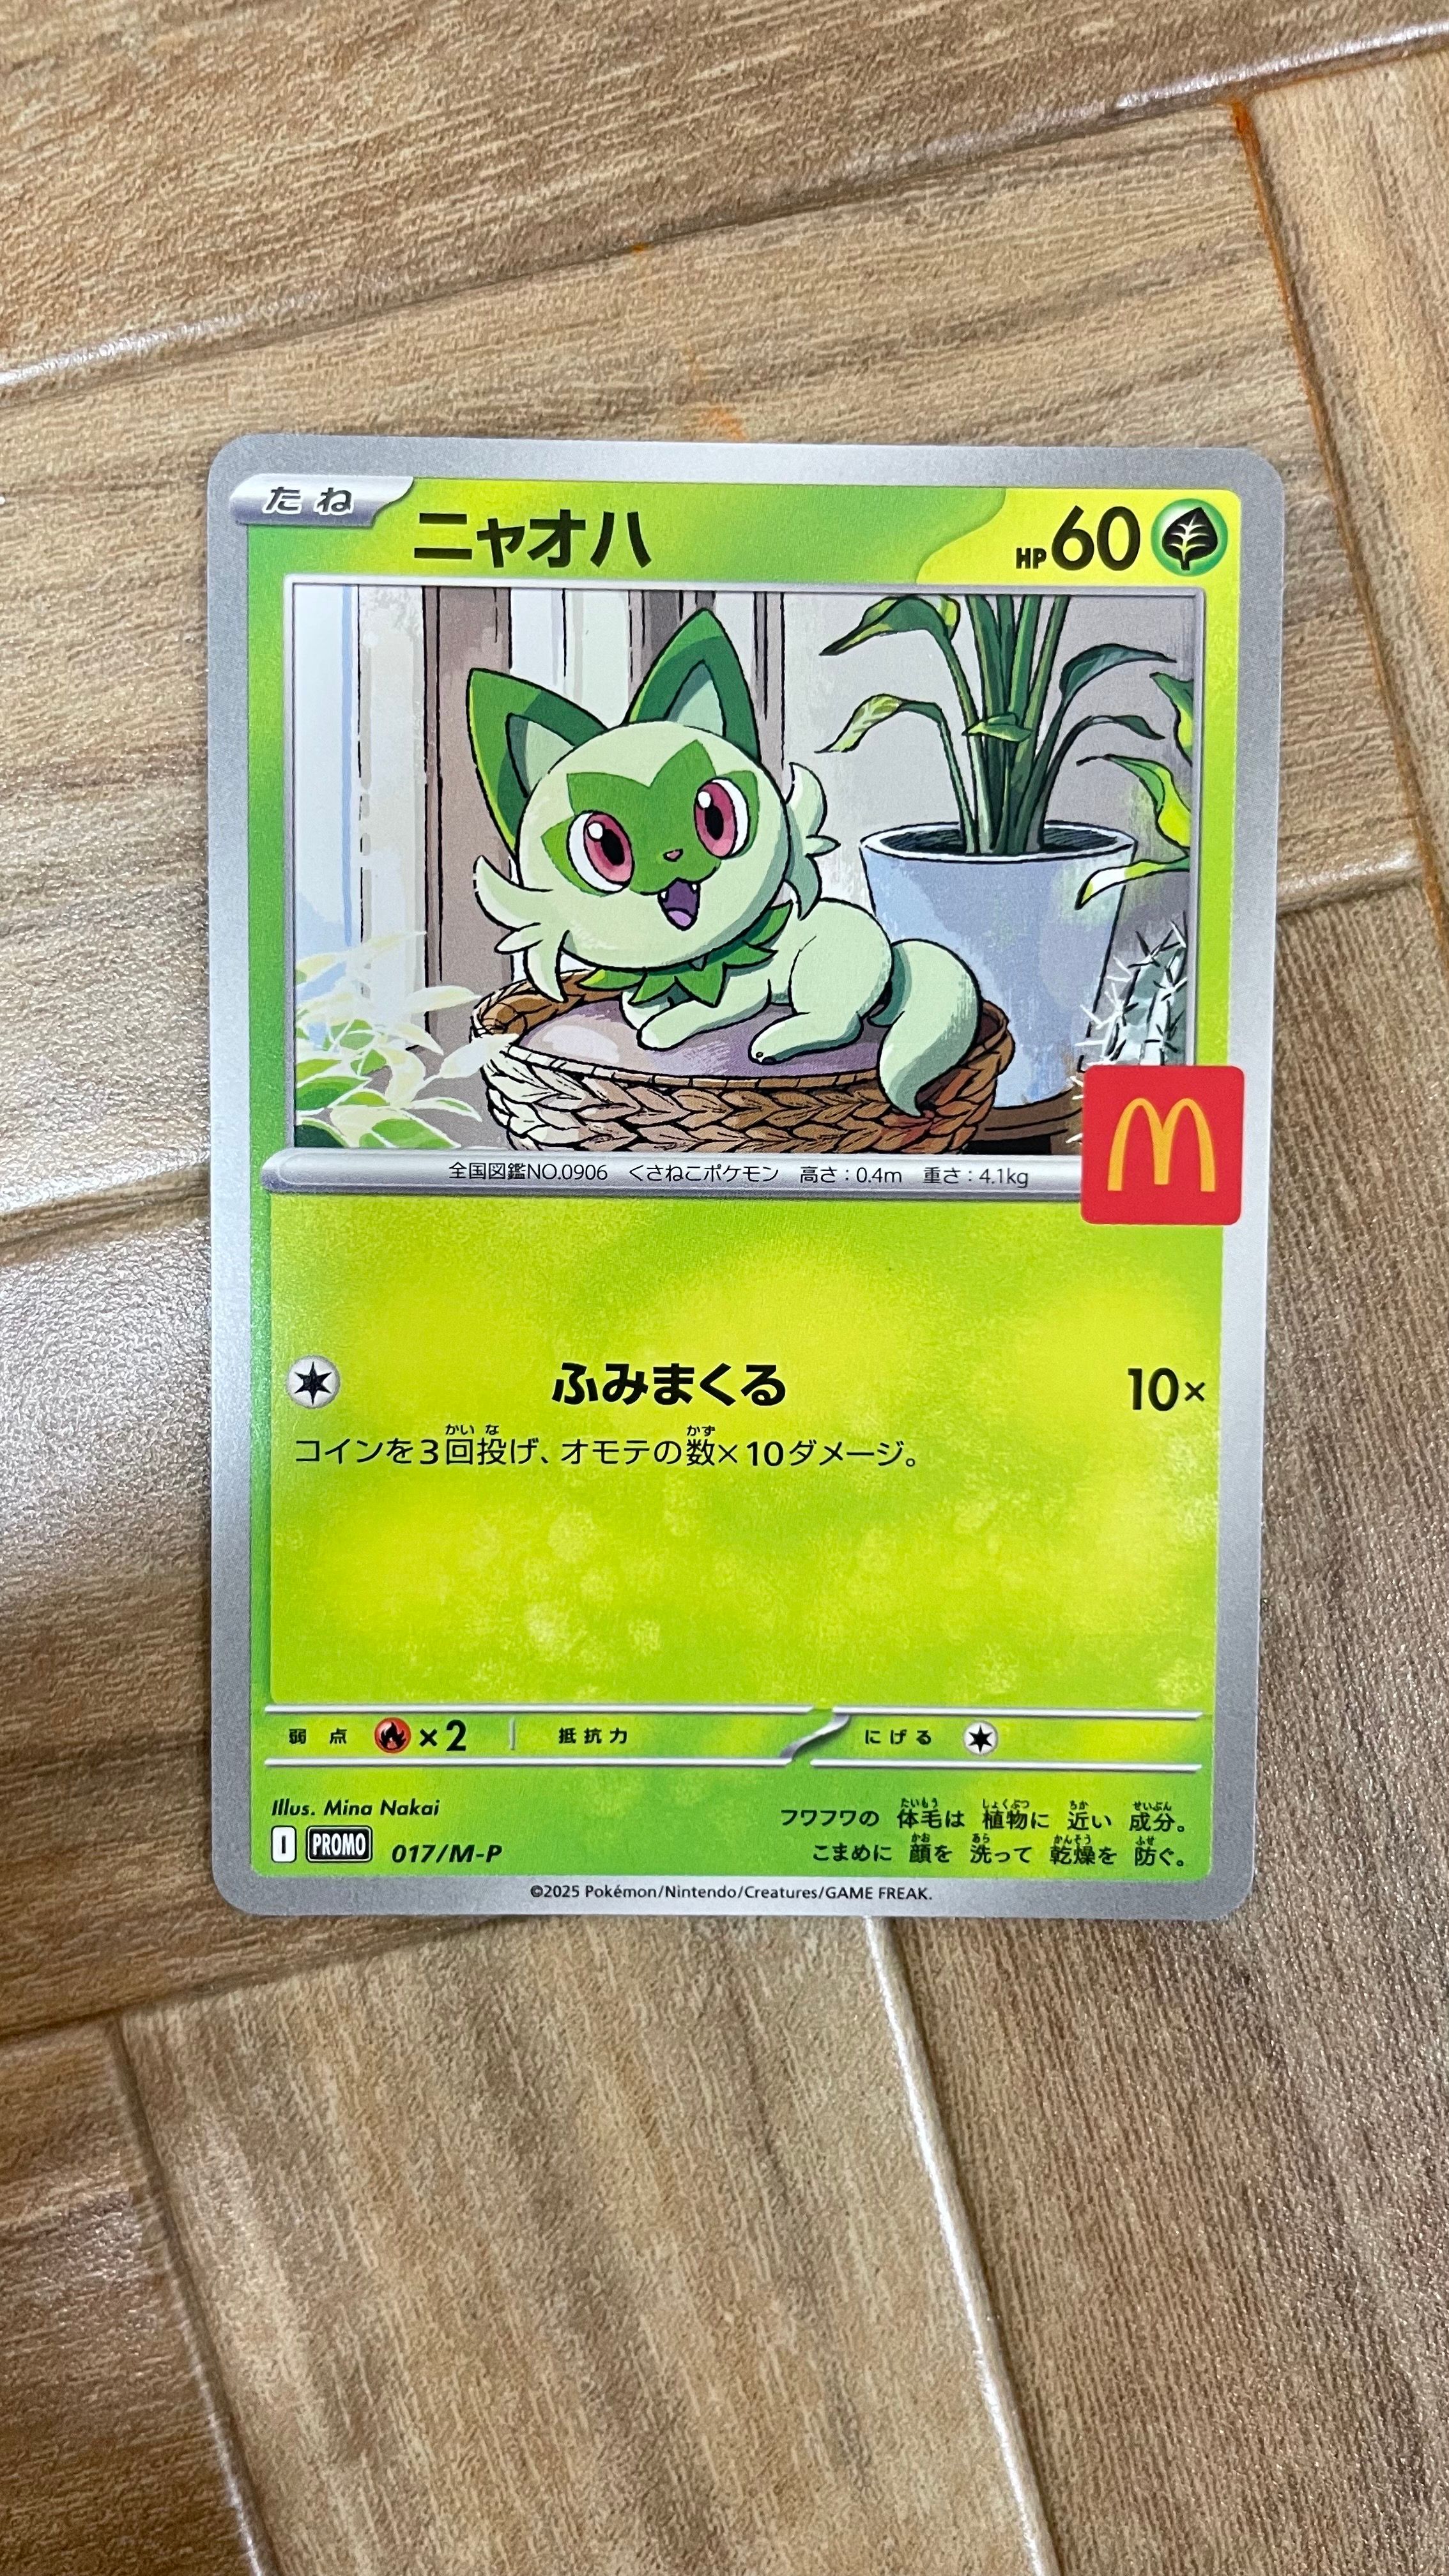 たね
ニャオハ
HP 60
全国図鑑NO.0906 くさねこポケモン 高さ:0.4m 重さ:4.1kg
ふみまくる 10×
コインを3回投げ、オモテの数×10ダメージ。
弱点 ×2 抵抗力 にげる
Illus. Mina Nakai
フワフワの 体毛は 植物に 近い 成分。
I PROMO 017/M-P
こまめに 顔を 洗って 乾燥を 防ぐ。
©2025 Pokémon/Nintendo/Creatures/GAME FREAK.